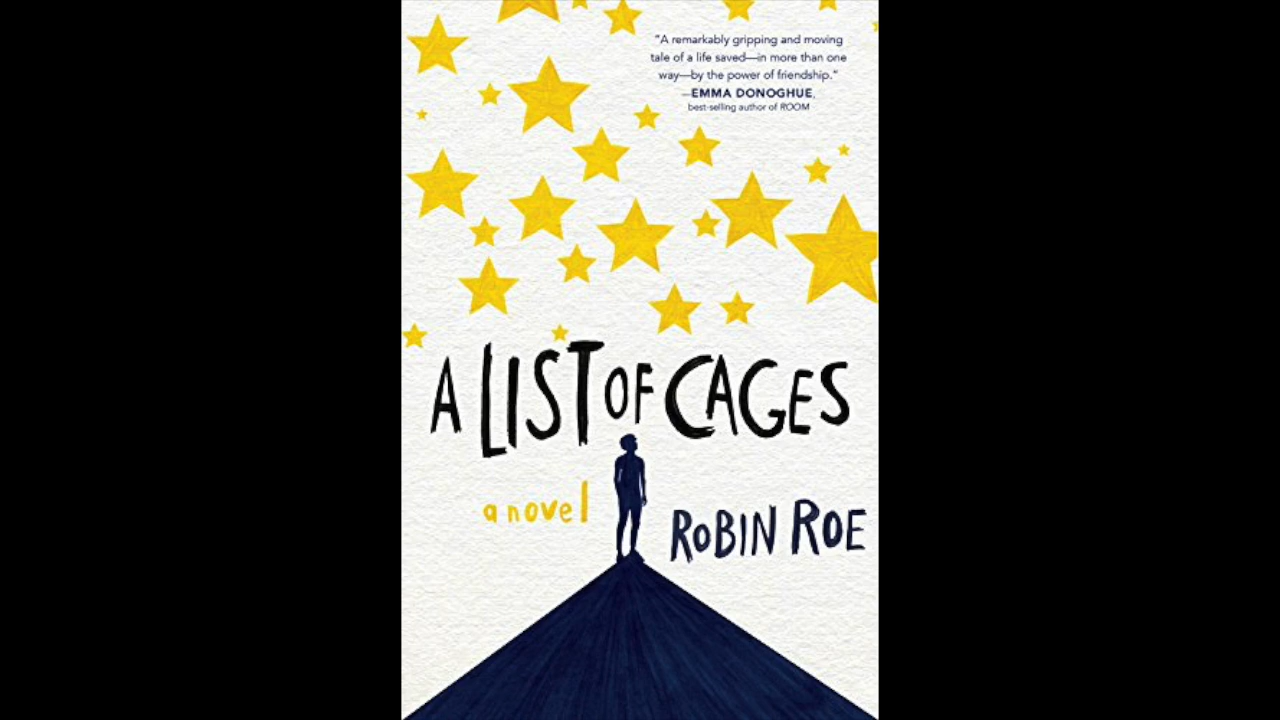 "A remarkably gripping and moving
tale of a life saved—in more than one
way—by the power of friendship."
—EMMA DONOGHUE,
best-selling author of ROOM
A LIST OF CAGES
a novel
ROBIN ROE